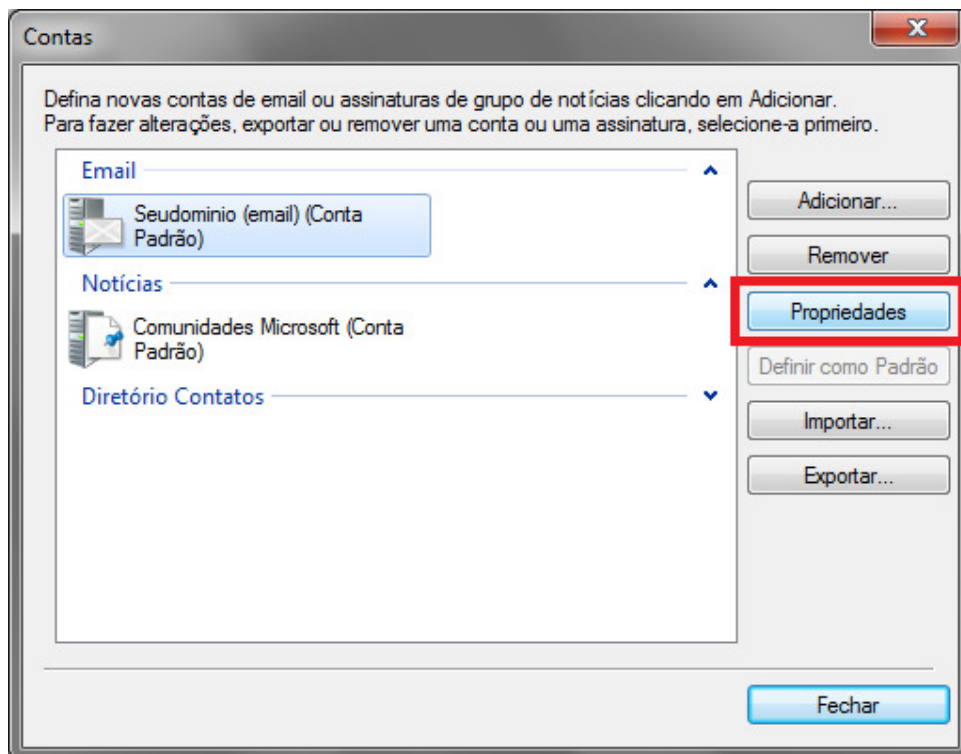 Contas
Defina novas contas de email ou assinaturas de grupo de notícias clicando em Adicionar.
Para fazer alterações, exportar ou remover uma conta ou uma assinatura, selecione-a primeiro.
Email
Seudominio (email) (Conta
Padrão)
Notícias
Comunidades Microsoft (Conta
Padrão)
Diretório Contatos
Adicionar...
Remover
Propriedades
Definir como Padrão
Importar...
Exportar...
Fechar